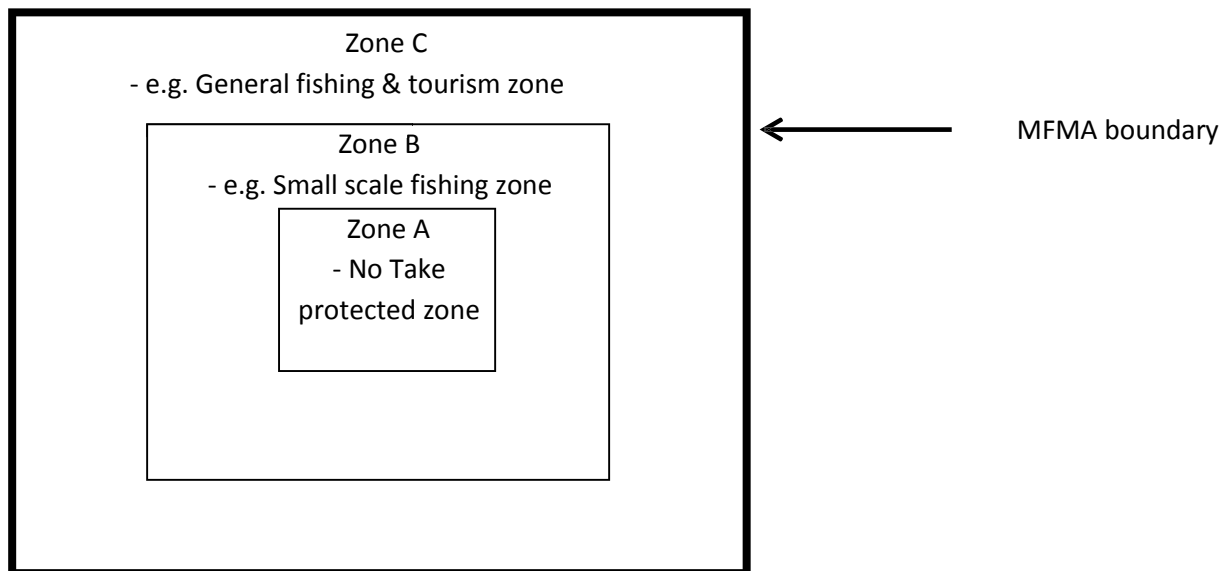 Zone C
- e.g. General fishing & tourism zone
MFMA boundary
Zone B
- e.g. Small scale fishing zone
Zone A
- No Take
protected zone